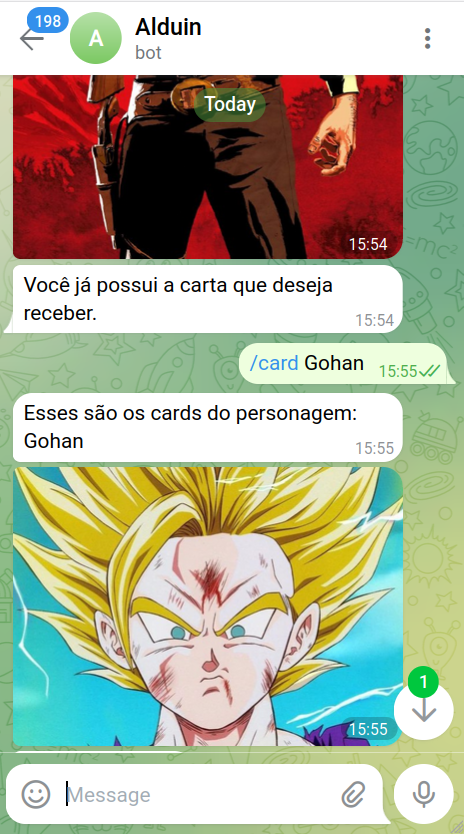 198
A
Alduin
bot
Today
15:54
Você já possui a carta que deseja
receber.
15:54
/card Gohan
15:55
Esses são os cards do personagem:
Gohan
15:55
15:55
1
Message